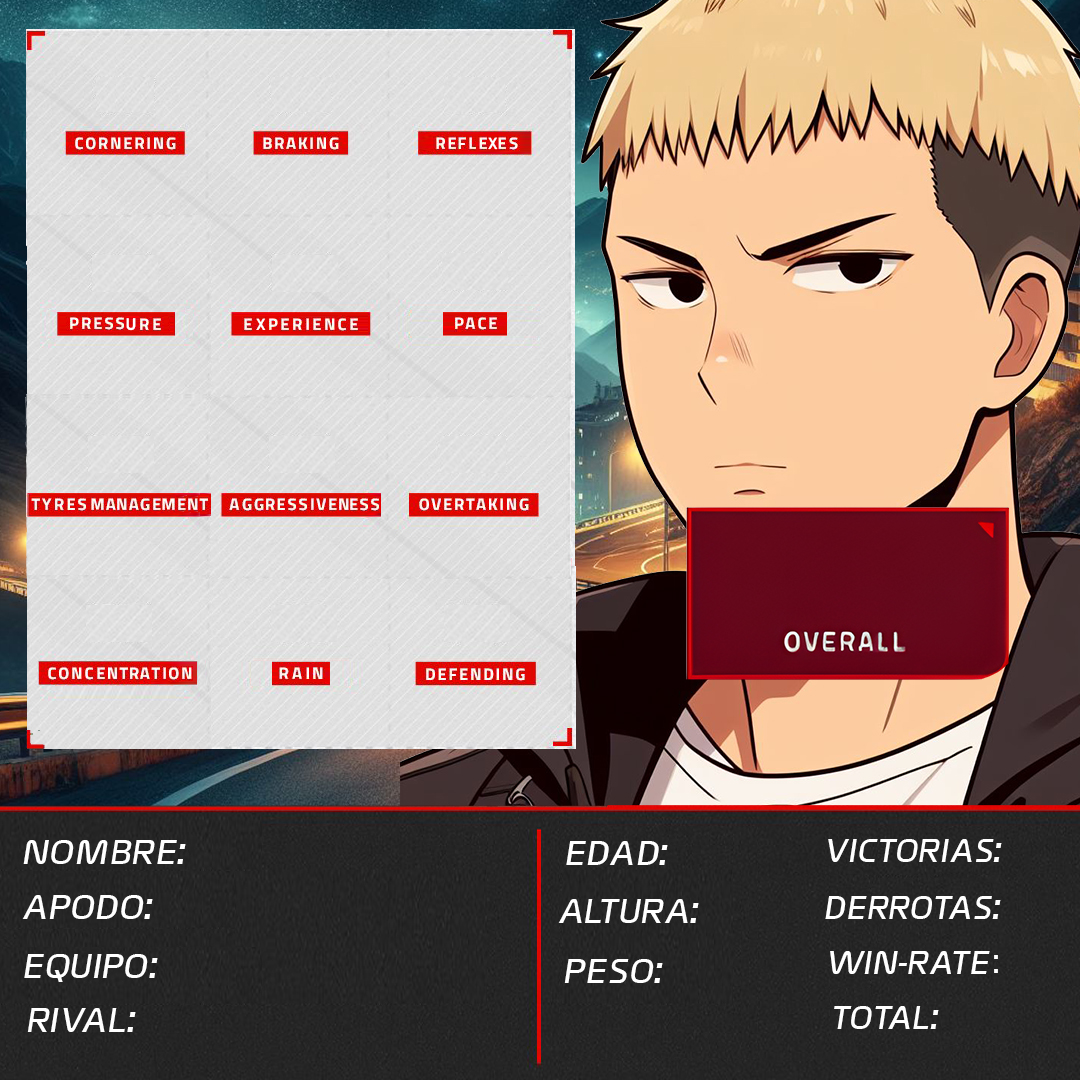 CORNERING BRAKING REFLEXES
PRESSURE EXPERIENCE PACE
TYRES MANAGEMENT AGGRESSIVENESS OVERTAKING
CONCENTRATION RAIN DEFENDING
OVERALL
NOMBRE:
APODO:
EQUIPO:
RIVAL:
EDAD:
ALTURA:
PESO:
VICTORIAS:
DERROTAS:
WIN-RATE:
TOTAL: